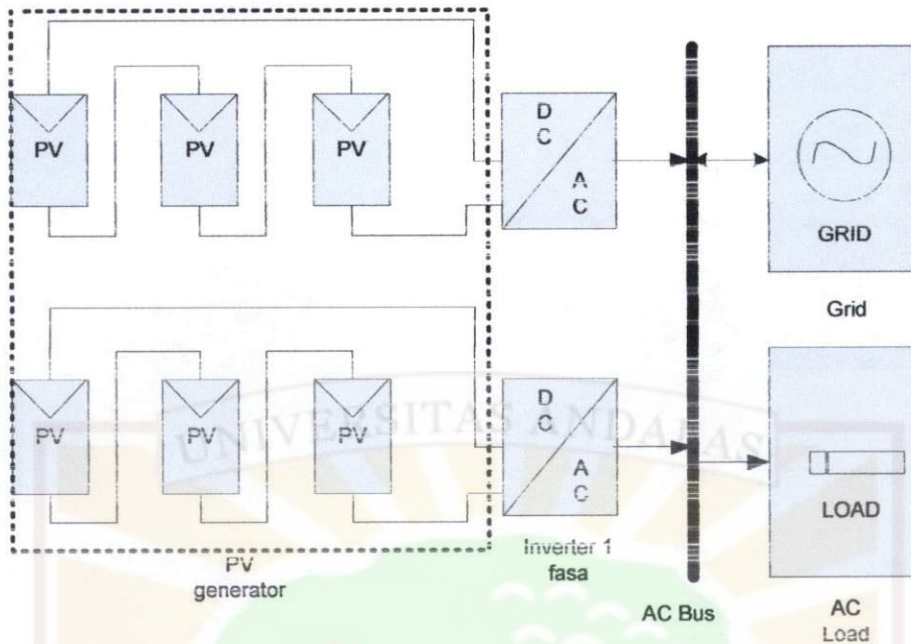 PV
PV
PV
D
C
A
C
GRID
Grid
PV
PV
PV
D
C
A
C
LOAD
UNIVERSITAS ANDALAS
PV
generator
Inverter 1
fasa
AC Bus
AC
Load